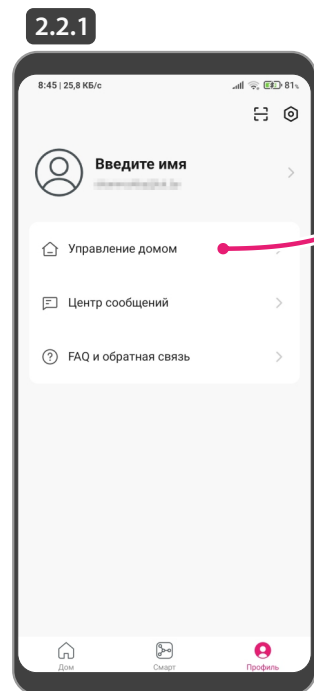 2.2.1
8:45 | 25,8 КБ/с 81%
Введите имя
Управление домом
Центр сообщений
FAQ и обратная связь
Дом Смарт Профиль